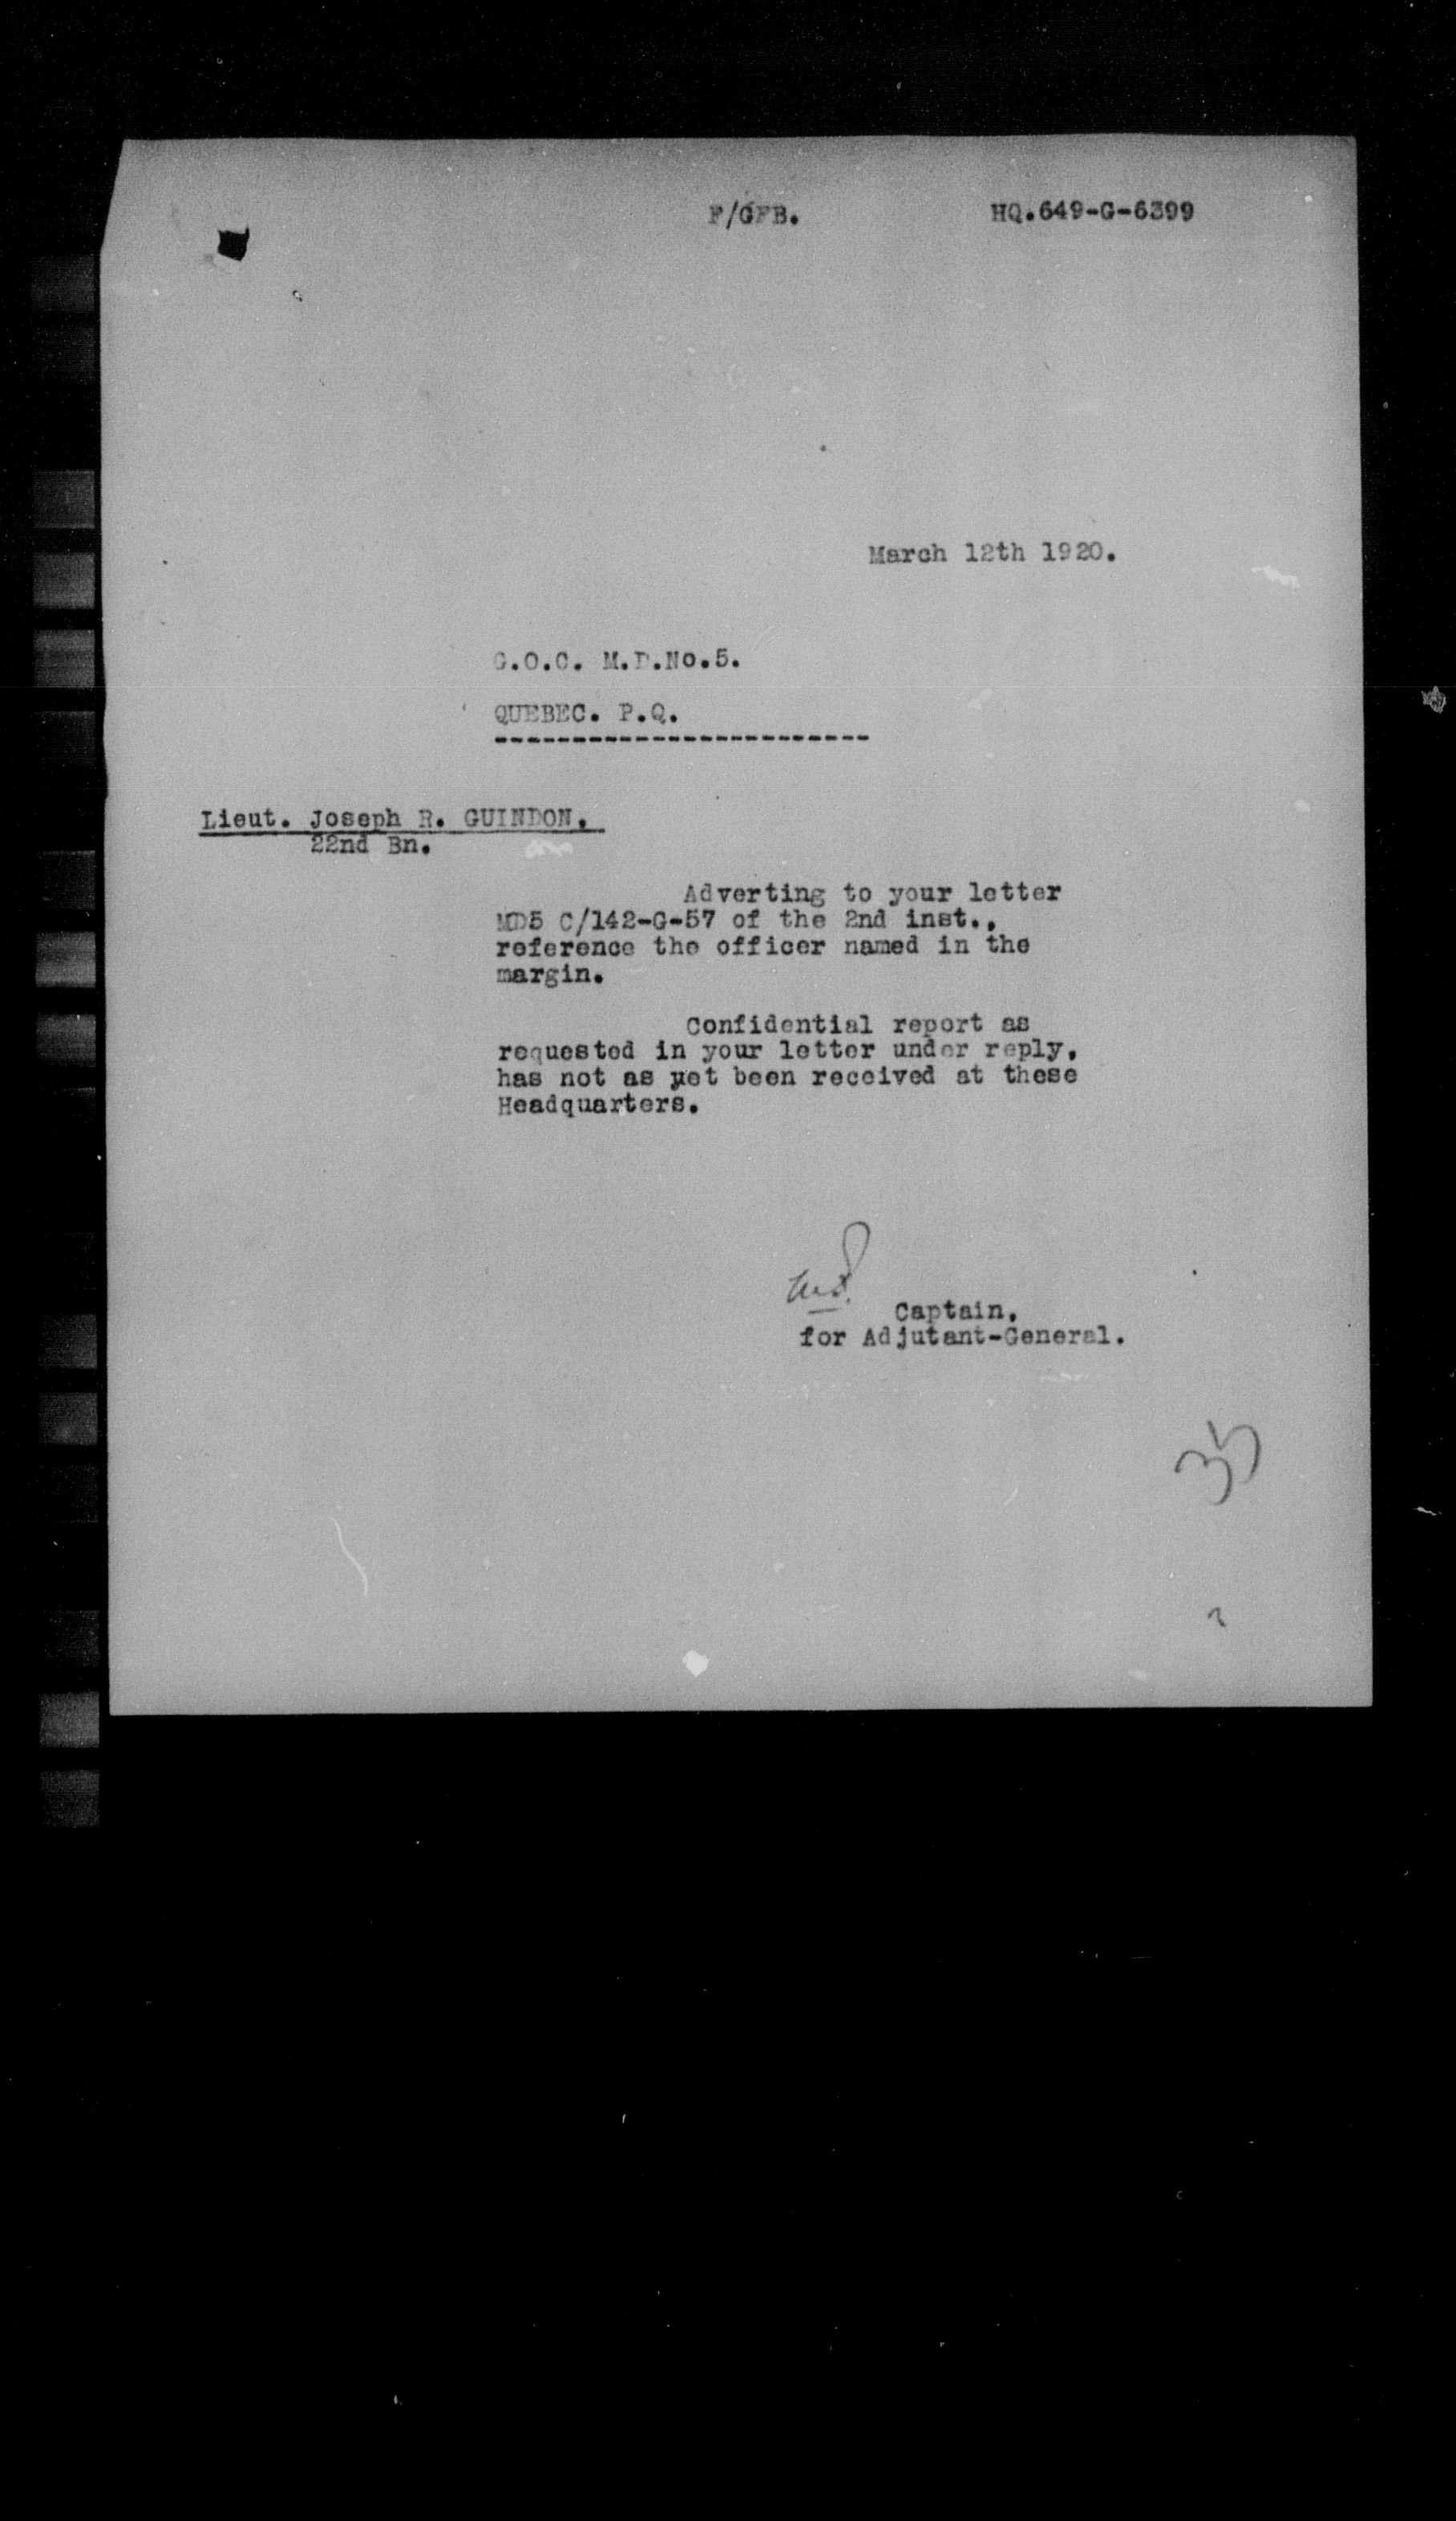 F/GFB. HQ.649-G-6399
March 12th 1920.
G.O.C. M.D.No.5.
QUEBEC. P.Q.
------------------------
Lieut. Joseph R. GUINDON.
22nd Bn.
Adverting to your letter
MD5 C/142-G-57 of the 2nd inst.,
reference the officer named in the
margin.
Confidential report as
requested in your letter under reply,
has not as yet been received at these
Headquarters.
Captain,
for Adjutant-General.
35